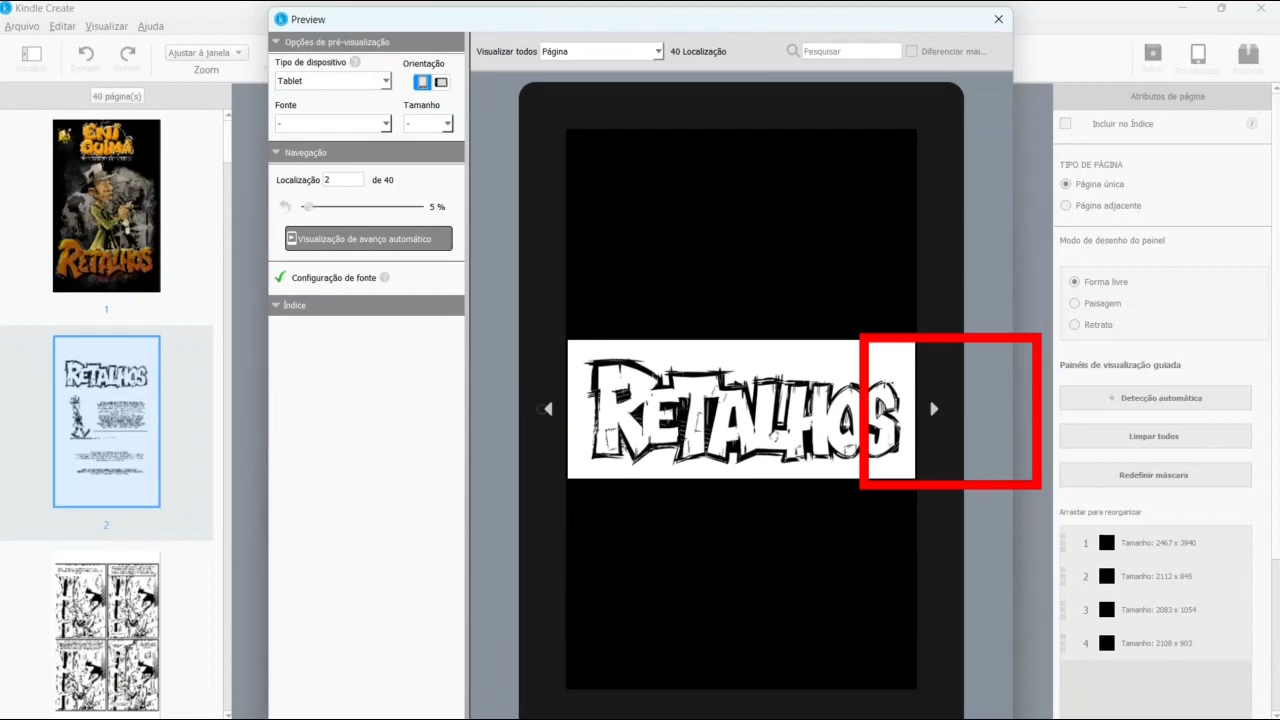 Kindle Create
Arquivo Editar Visualizar Ajuda
Ajustar à janela
Zoom
40 página(s)
ENI
GUIMA
RETALHOS
1
RETALHOS
2
Preview
Opções de pré-visualização
Tipo de dispositivo
Orientação
Tablet
Fonte
Tamanho
-
-
Navegação
Localização 2 de 40
5 %
Visualização de avanço automático
Configuração de fonte
Índice
Visualizar todos Página 40 Localização Pesquisar Diferenciar mai...
RETALHOS
Atributos de página
Incluir no Índice
TIPO DE PÁGINA
Página única
Página adjacente
Modo de desenho do painel
Forma livre
Paisagem
Retrato
Painéis de visualização guiada
Detecção automática
Limpar todos
Redefinir máscara
Arrastar para reorganizar
1 Tamanho: 2467 x 3940
2 Tamanho: 2112 x 845
3 Tamanho: 2083 x 1054
4 Tamanho: 2108 x 903